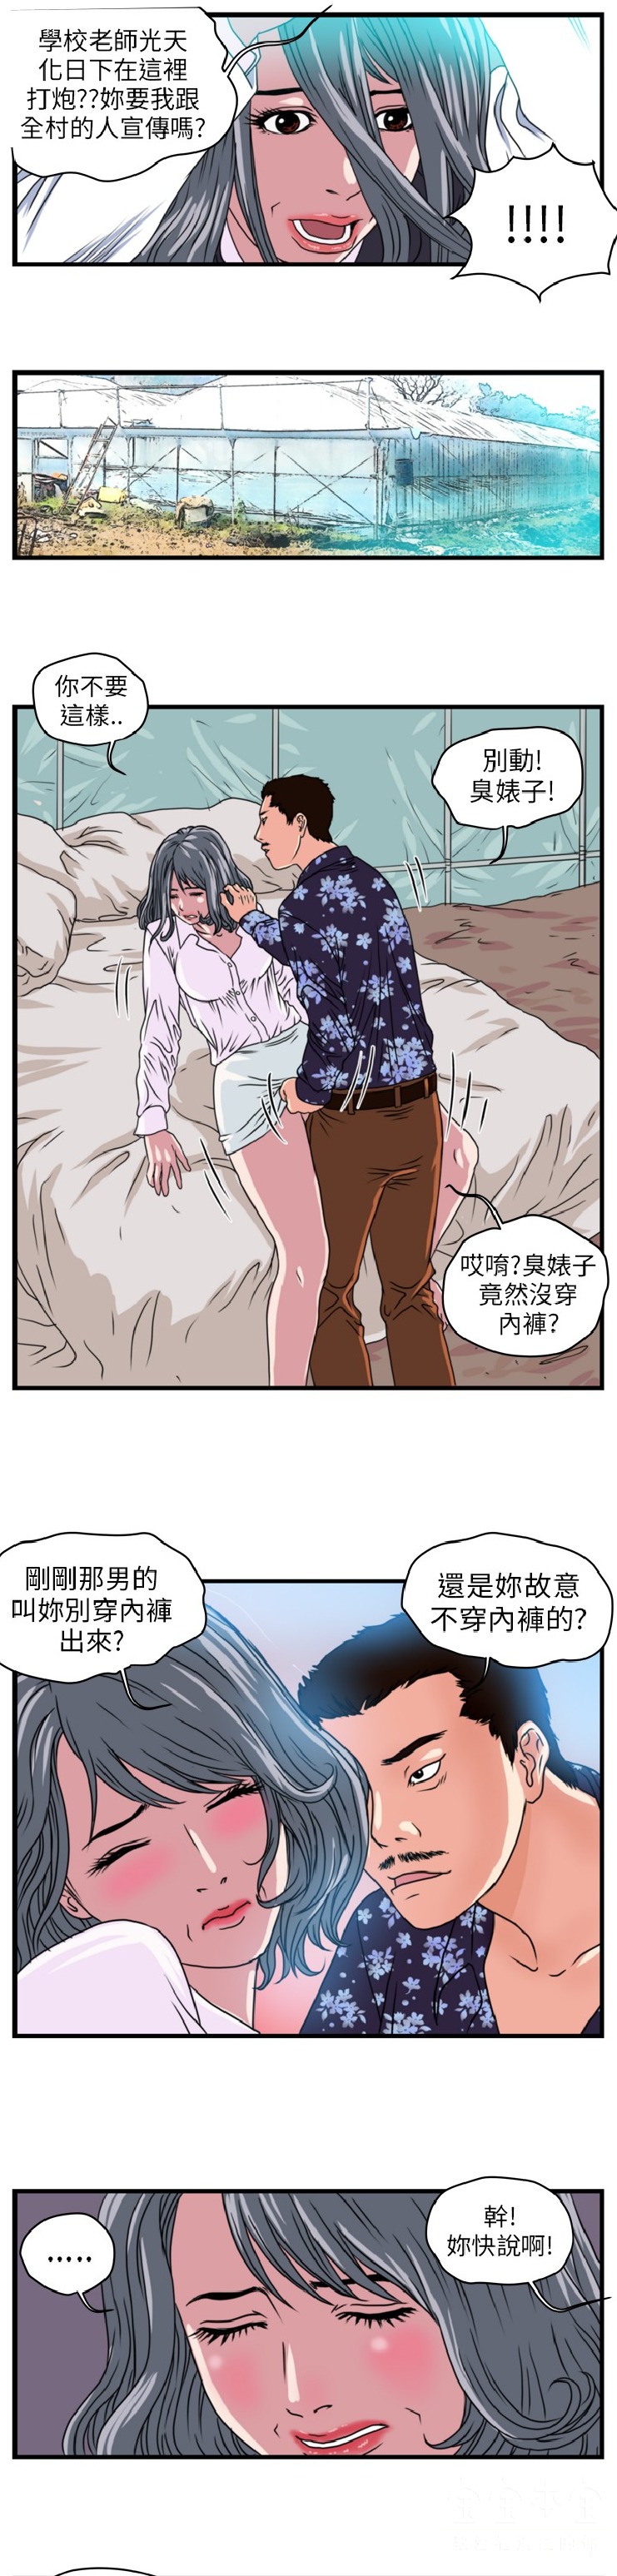 學校老師光天
化日下在這裡
打炮??妳要我跟
全村的人宣傳嗎?
!!!!
你不要
這樣..
別動!
臭婊子!
哎唷?臭婊子
竟然沒穿
內褲?
剛剛那男的
叫妳別穿內褲
出來?
還是妳故意
不穿內褲的?
.....
幹!
妳快說啊!